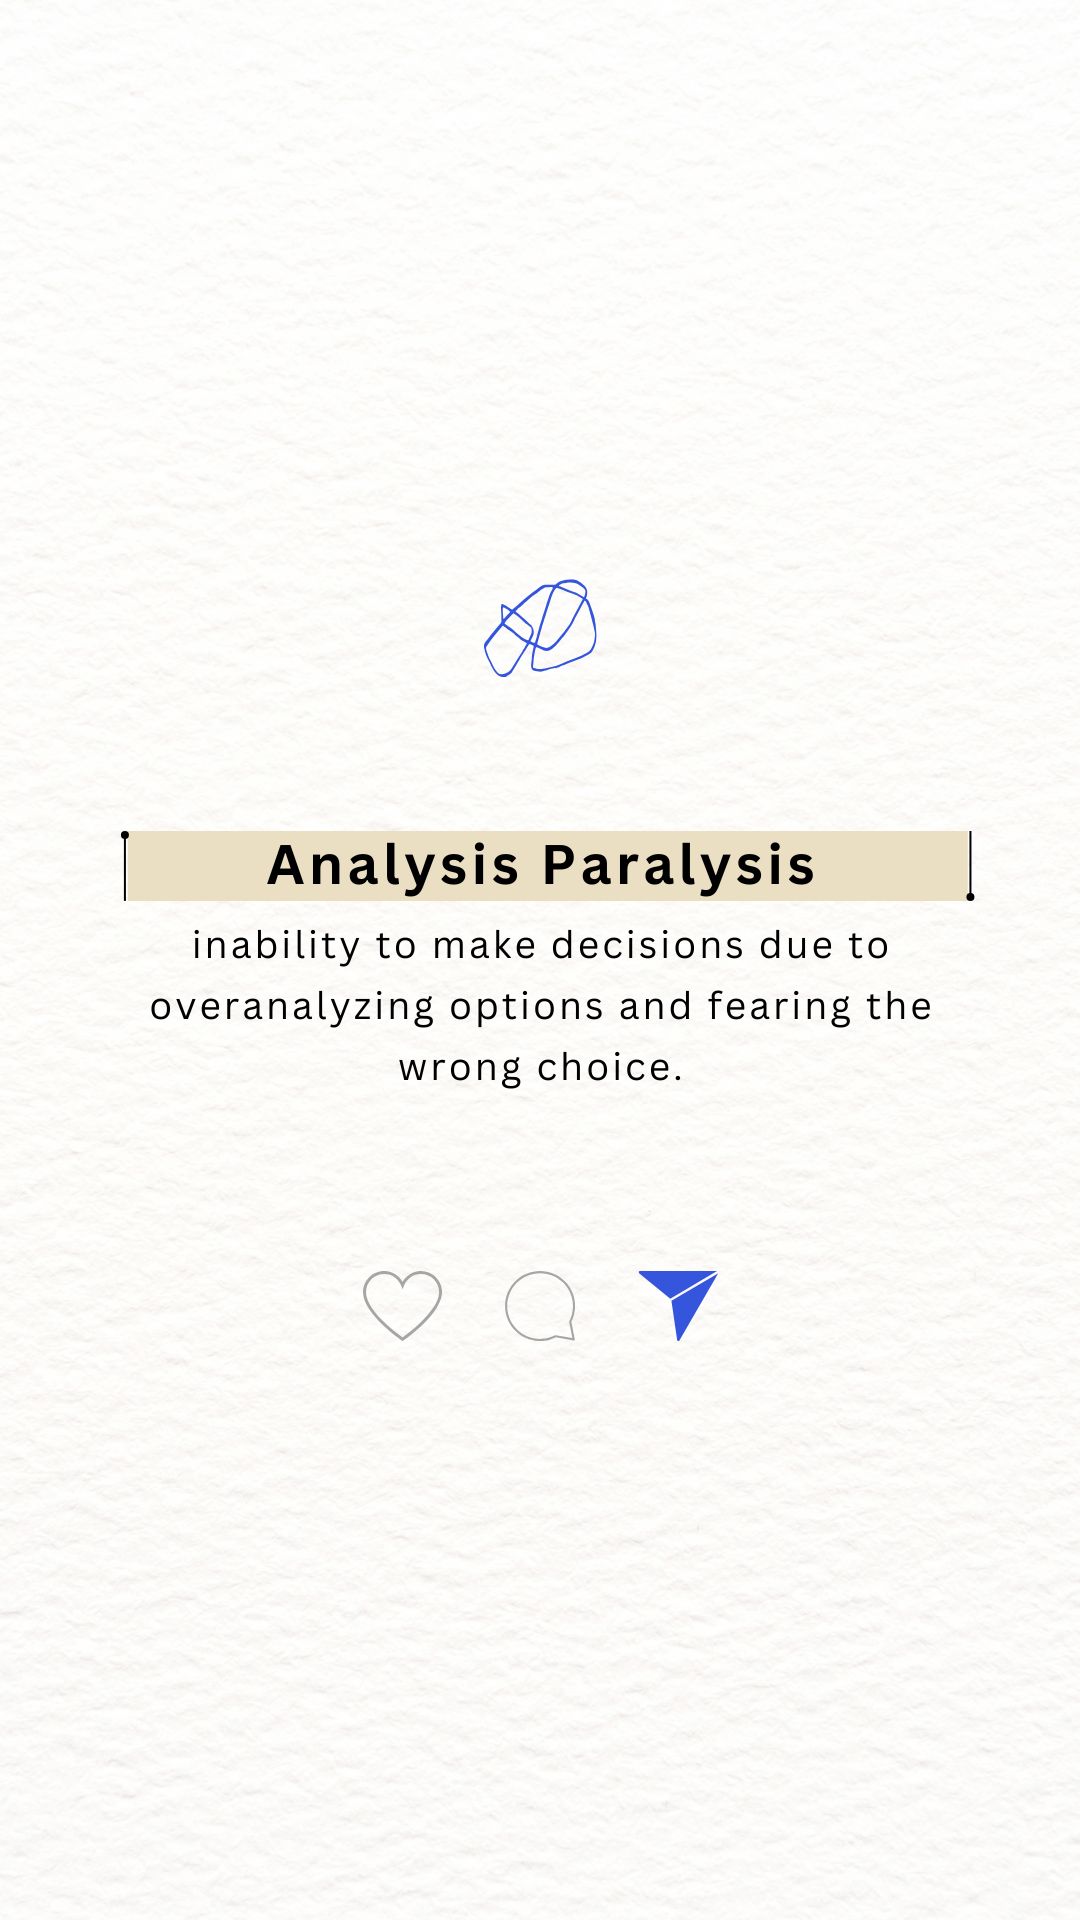 Analysis Paralysis
inability to make decisions due to
overanalyzing options and fearing the
wrong choice.